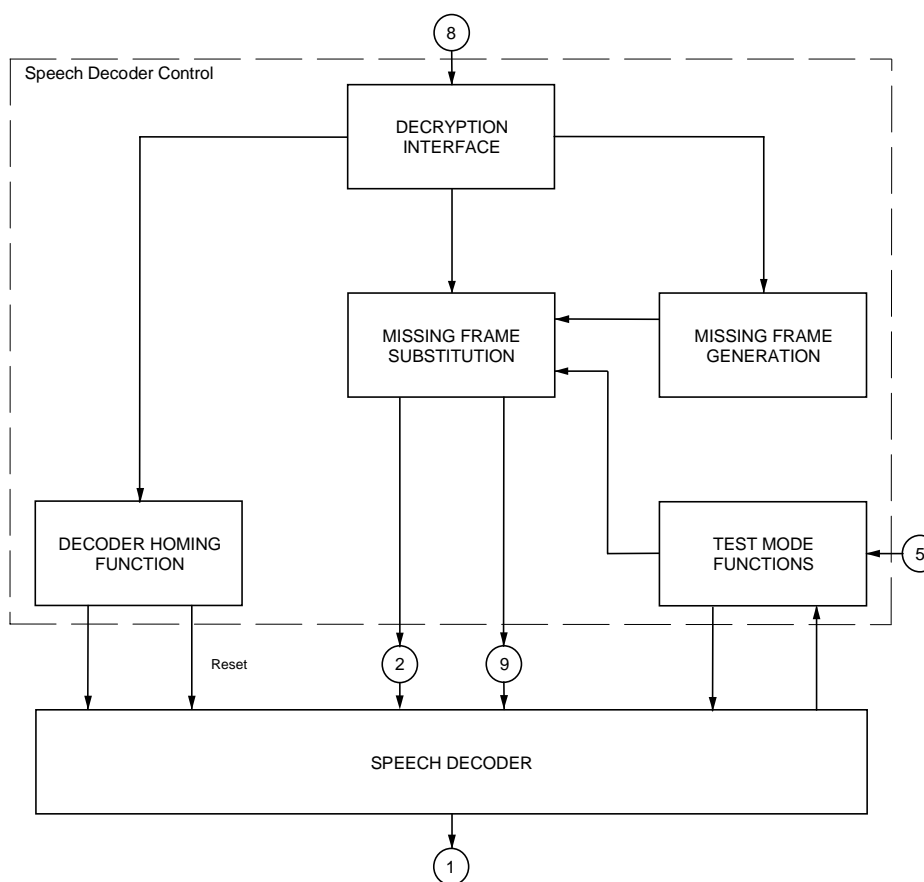 8
Speech Decoder Control
DECRYPTION
INTERFACE
MISSING FRAME
SUBSTITUTION
MISSING FRAME
GENERATION
DECODER HOMING
FUNCTION
TEST MODE
FUNCTIONS
5
Reset
2
9
SPEECH DECODER
1